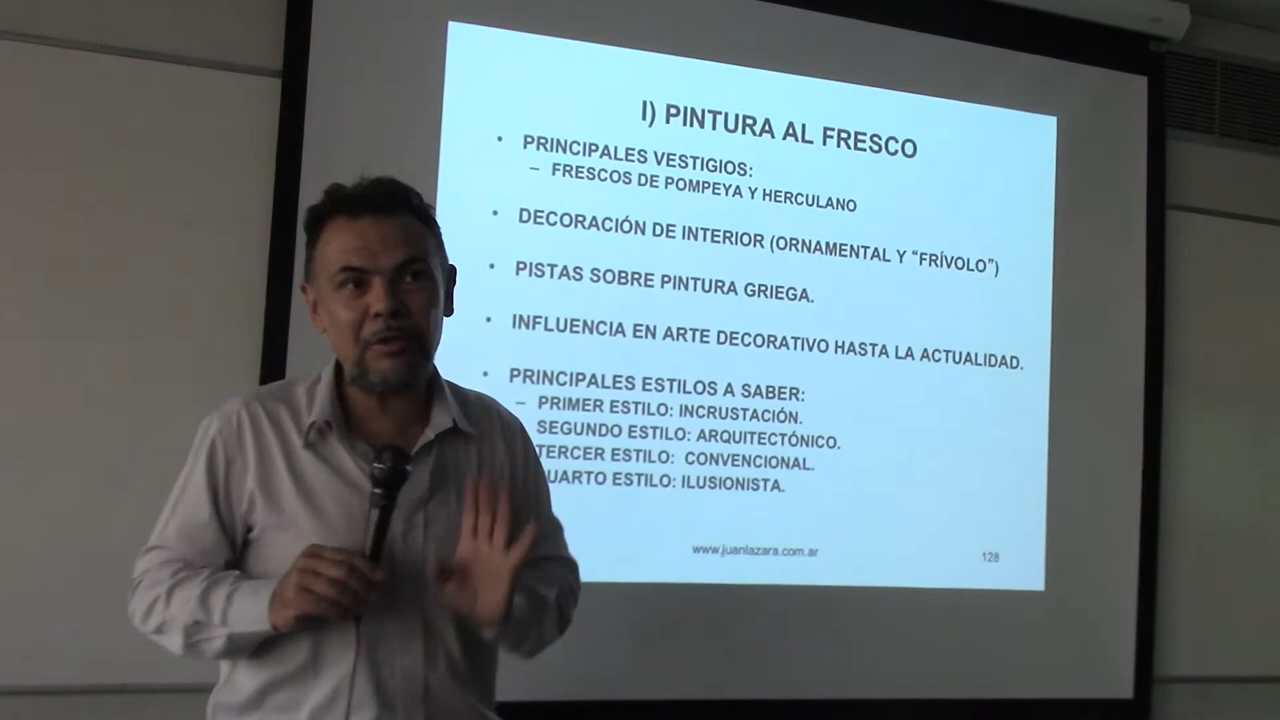 I) PINTURA AL FRESCO
• PRINCIPALES VESTIGIOS:
– FRESCOS DE POMPEYA Y HERCULANO
• DECORACIÓN DE INTERIOR (ORNAMENTAL Y “FRÍVOLO”)
• PISTAS SOBRE PINTURA GRIEGA.
• INFLUENCIA EN ARTE DECORATIVO HASTA LA ACTUALIDAD.
• PRINCIPALES ESTILOS A SABER:
– PRIMER ESTILO: INCRUSTACIÓN.
SEGUNDO ESTILO: ARQUITECTÓNICO.
TERCER ESTILO: CONVENCIONAL.
UARTO ESTILO: ILUSIONISTA.
www.juanlazara.com.ar
128